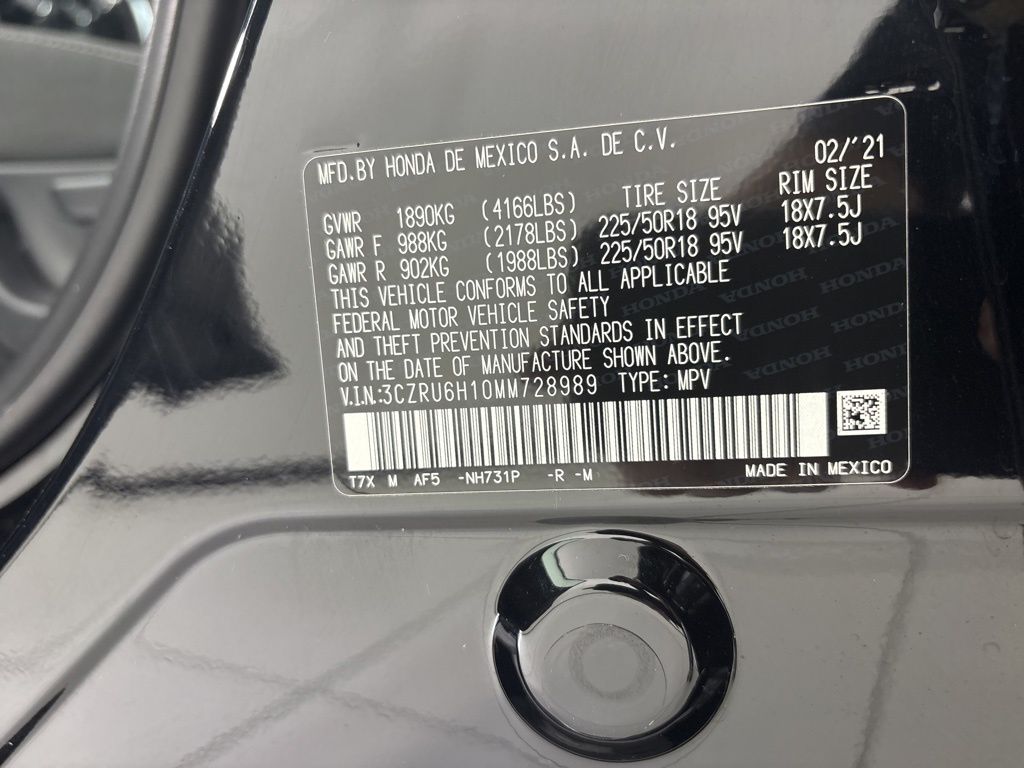 MFD.BY HONDA DE MEXICO S.A. DE C.V. 02/'21
TIRE SIZE RIM SIZE
GVWR 1890KG (4166LBS)
GAWR F 988KG (2178LBS) 225/50R18 95V 18X7.5J
GAWR R 902KG (1988LBS) 225/50R18 95V 18X7.5J
THIS VEHICLE CONFORMS TO ALL APPLICABLE
FEDERAL MOTOR VEHICLE SAFETY
AND THEFT PREVENTION STANDARDS IN EFFECT
ON THE DATE OF MANUFACTURE SHOWN ABOVE.
V.I.N.:3CZRU6H10MM728989 TYPE: MPV
T7X M AF5 -NH731P -R -M MADE IN MEXICO